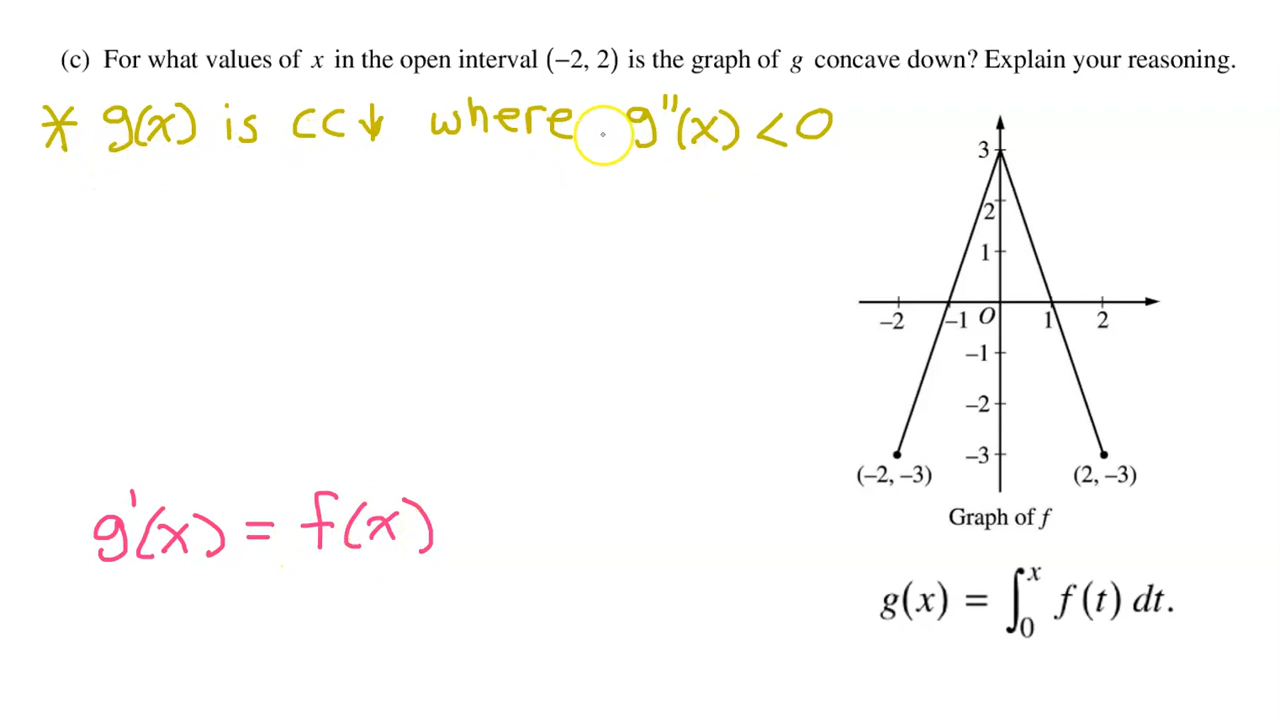 (c) For what values of x in the open interval (−2, 2) is the graph of g concave down? Explain your reasoning.
* g(x) is cc↓ where g''(x) < 0
3
2
1
−2 −1 O 1 2
−1
−2
−3
(−2, −3) (2, −3)
Graph of f
g'(x) = f(x)
g(x) = ∫₀ˣ f(t) dt.